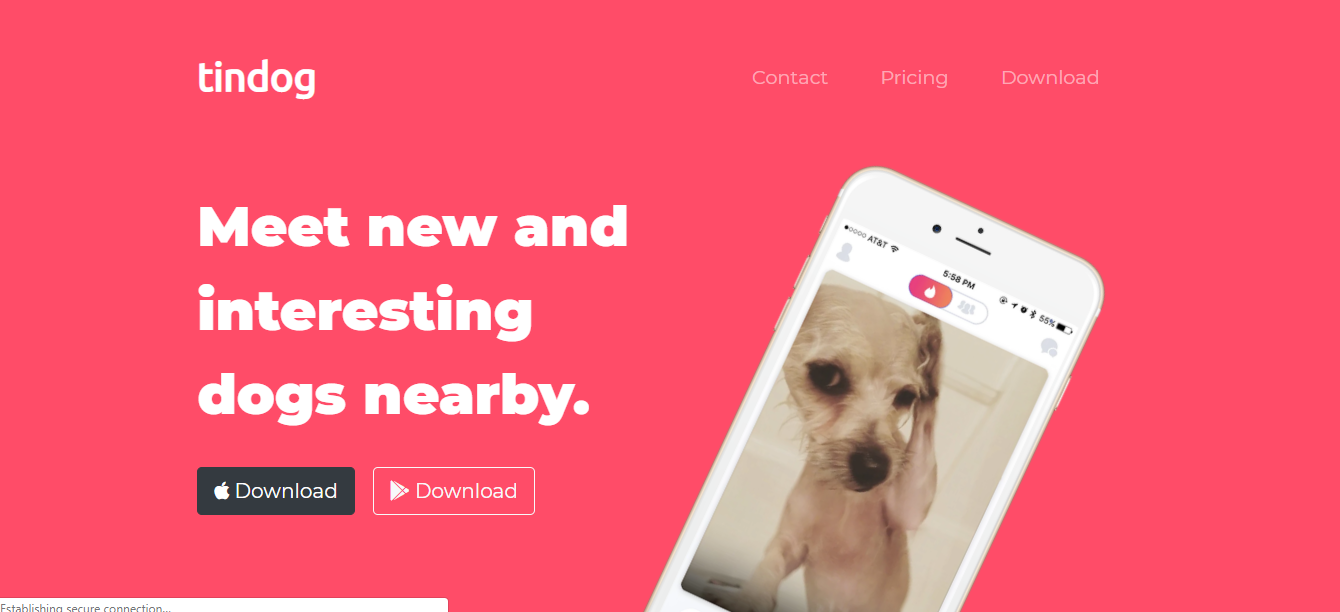 tindog
Contact Pricing Download
Meet new and
interesting
dogs nearby.
Download Download
AT&T 5:58 PM 55%
Establishing secure connection...